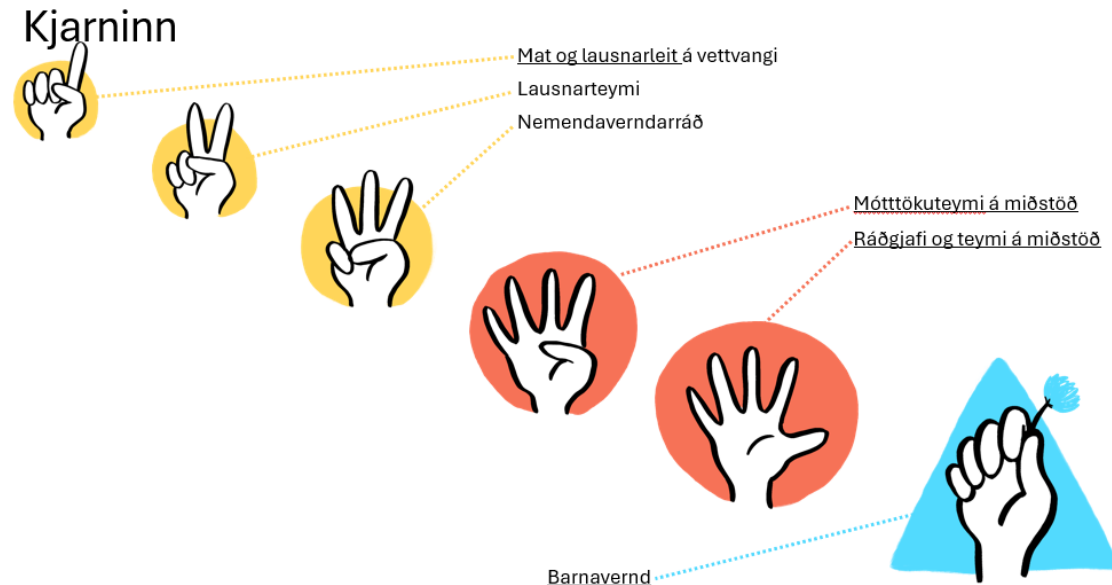 Kjarninn
Mat og lausnarleit á vettvangi
Lausnarteymi
Nemendaverndarráð
Mótttökuteymi á miðstöð
Ráðgjafi og teymi á miðstöð
Barnavernd